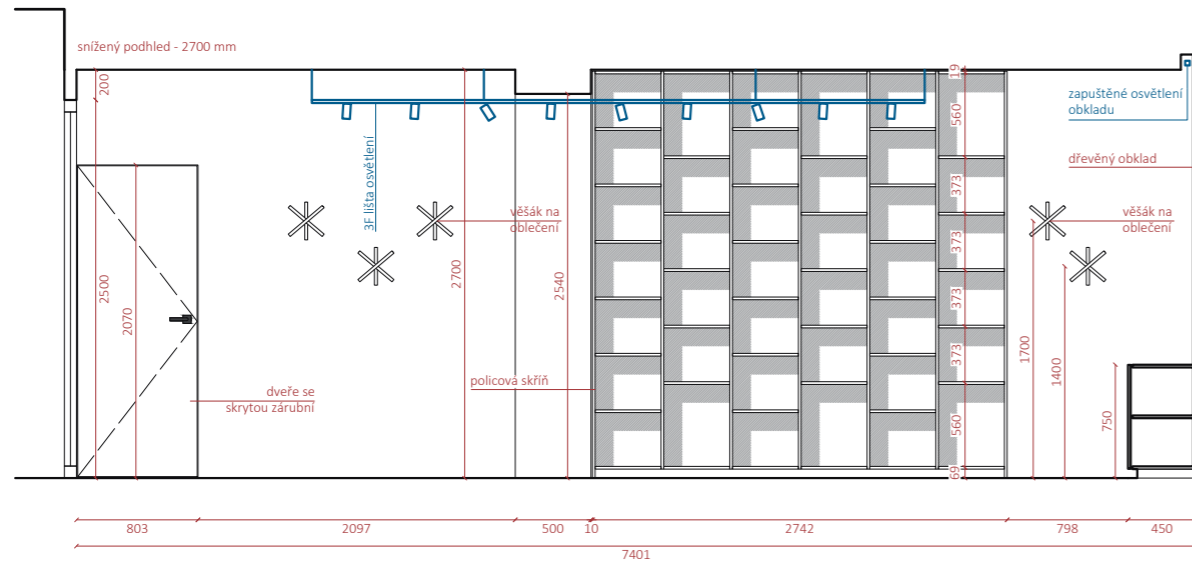 snížený podhled - 2700 mm
200
19
zapuštěné osvětlení
obkladu
560
3F lišta osvětlení
dřevěný obklad
373
věšák na
oblečení
věšák na
oblečení
373
2500
2700
2540
373
2070
373
1700
1400
policová skříň
dveře se
skrytou zárubní
750
560
69
803
2097
500
10
2742
798
450
7401